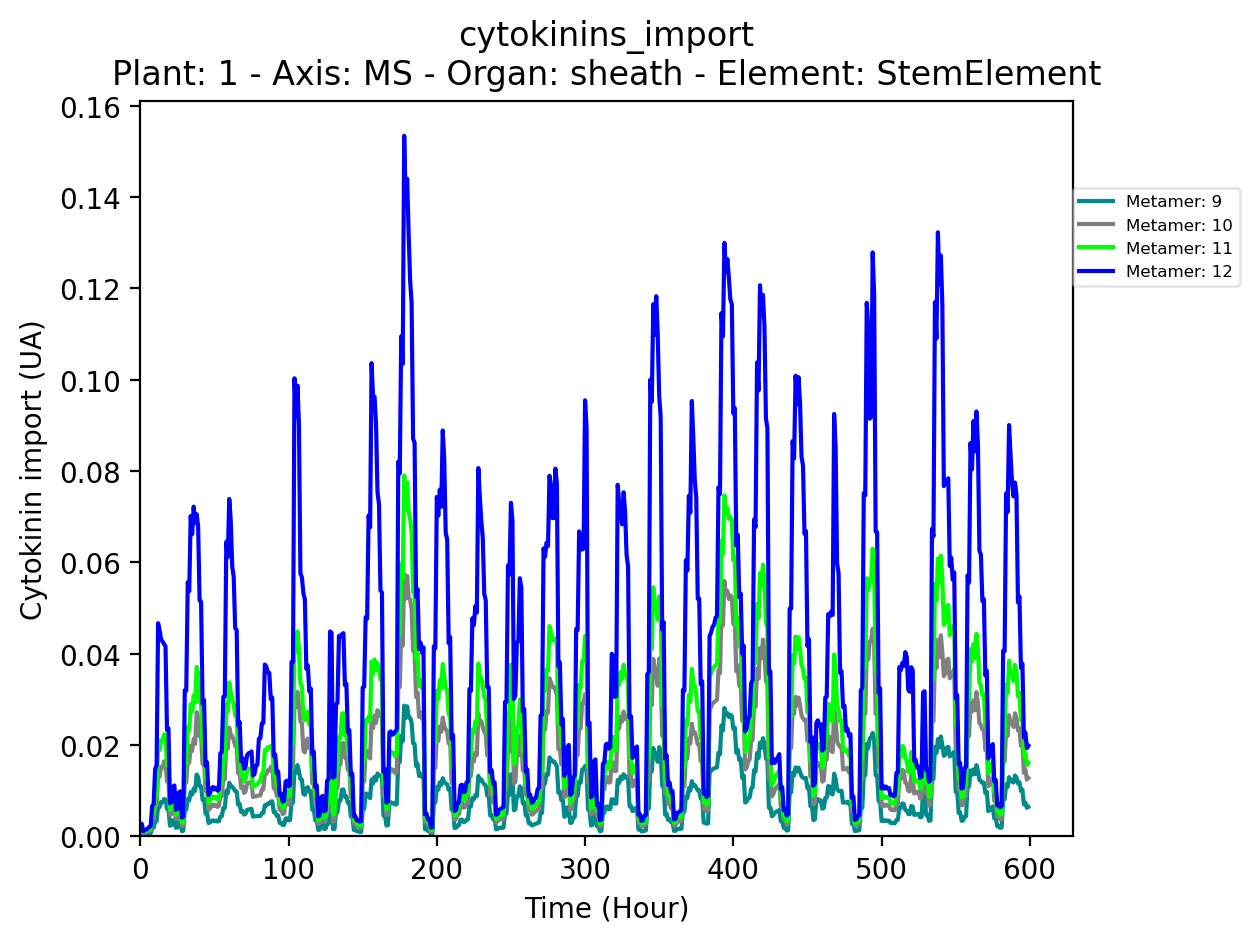 cytokinins_import
Plant: 1 - Axis: MS - Organ: sheath - Element: StemElement
0.16
0.14
0.12
0.10
0.08
0.06
0.04
0.02
0.00
Cytokinin import (UA)
0 100 200 300 400 500 600
Time (Hour)
Metamer: 9
Metamer: 10
Metamer: 11
Metamer: 12